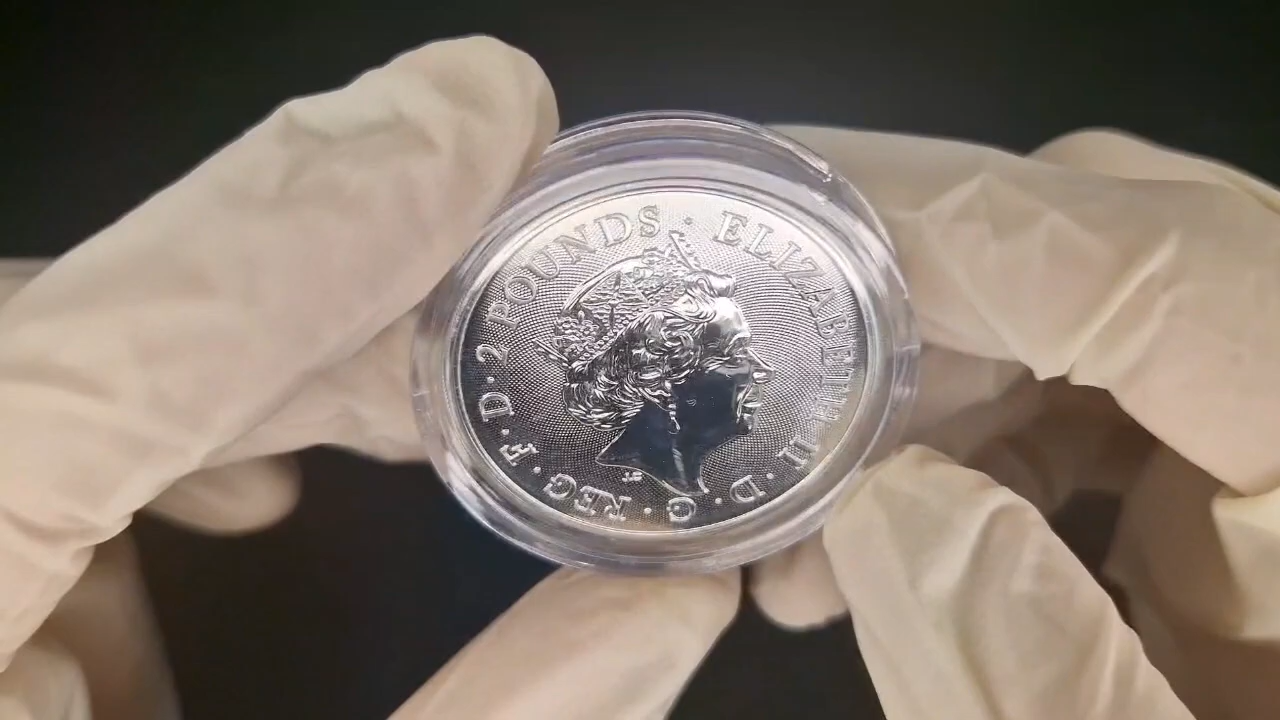 ELIZABETH II · D · G · REG · F · D · 2 POUNDS ·